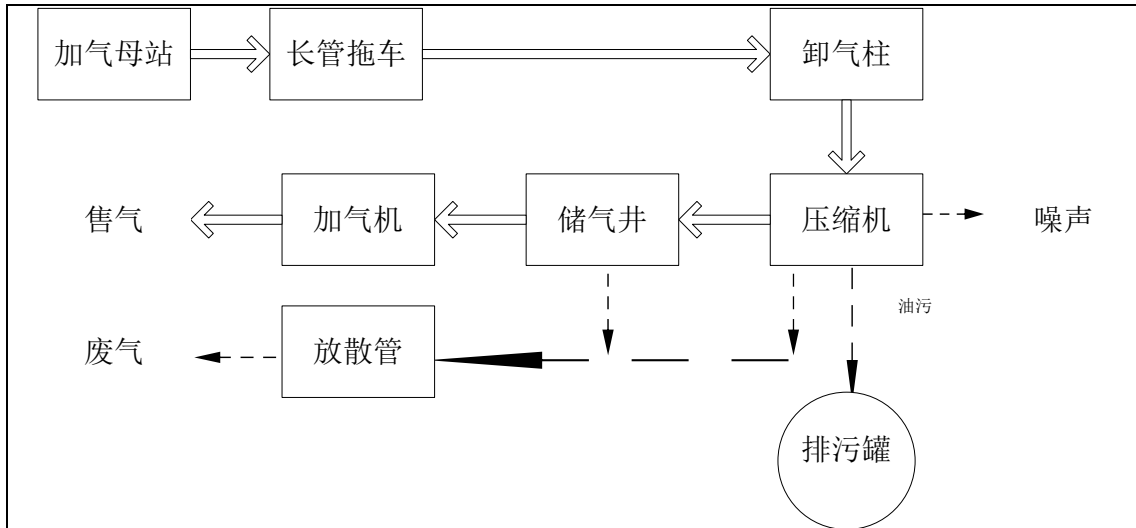 加气母站
长管拖车
卸气柱
售气
加气机
储气井
压缩机
噪声
油污
废气
放散管
排污罐